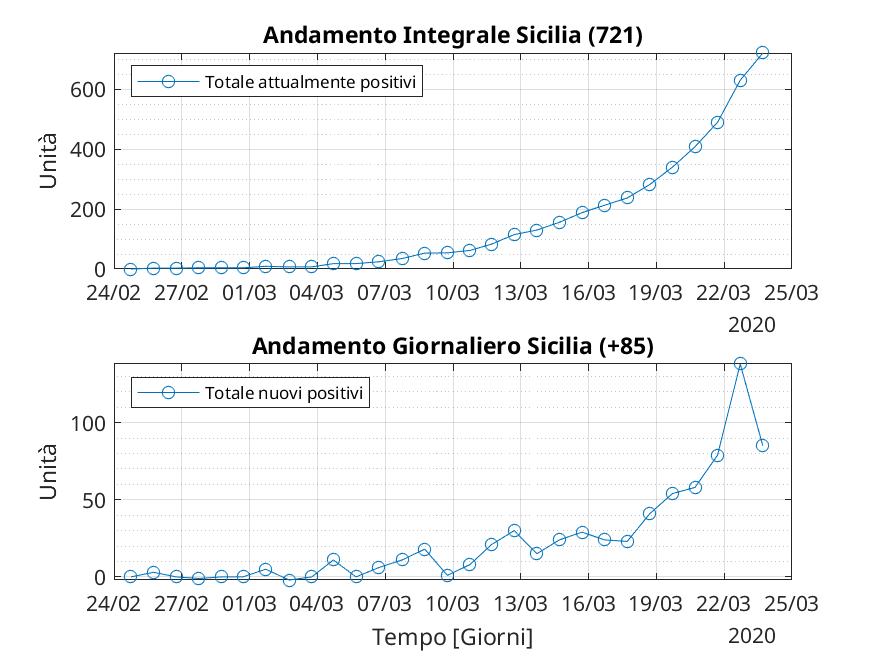 Andamento Integrale Sicilia (721)
Totale attualmente positivi
Unità
600
400
200
0
24/02 27/02 01/03 04/03 07/03 10/03 13/03 16/03 19/03 22/03 25/03
2020
Andamento Giornaliero Sicilia (+85)
Totale nuovi positivi
Unità
100
50
0
24/02 27/02 01/03 04/03 07/03 10/03 13/03 16/03 19/03 22/03 25/03
Tempo [Giorni]
2020